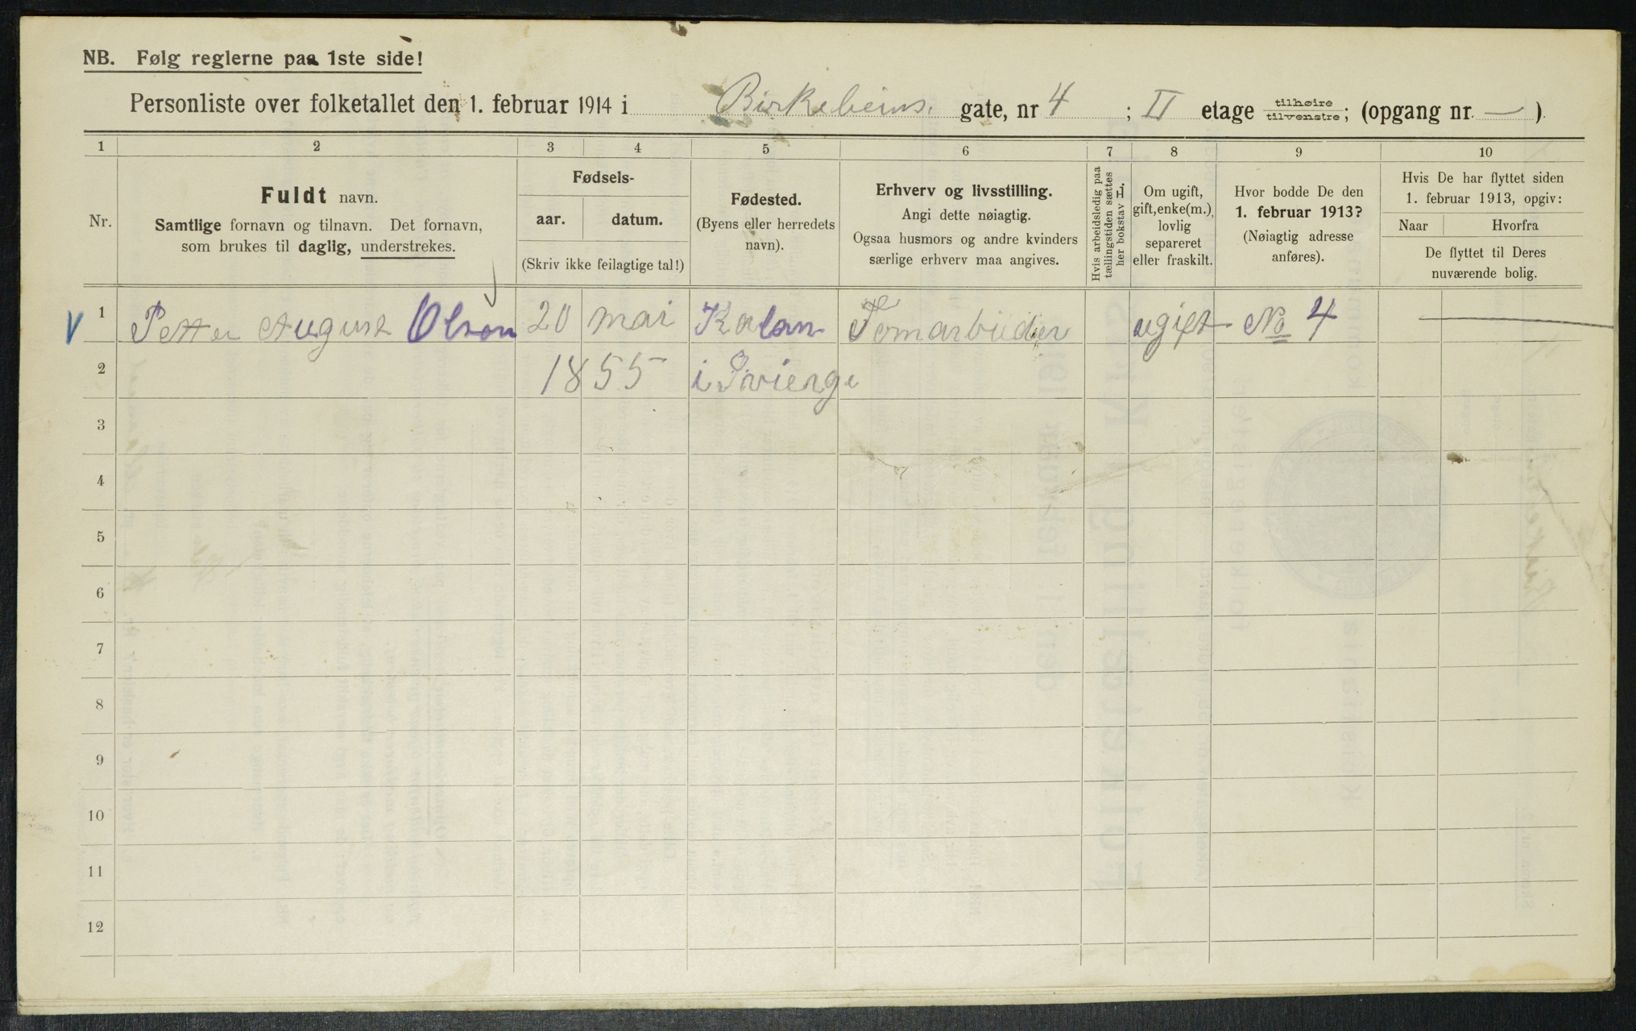 NB. Følg reglerne paa 1ste side!
Personliste over folketallet den 1. februar 1914 i Birkebeins. gate, nr 4 ; II etage tilhøire tilvenstre; (opgang nr. — ).
1 2 3 4 5 6 7 8 9 10
Nr.
Fuldt navn.
Samtlige fornavn og tilnavn. Det fornavn,
som brukes til daglig, understrekes.
Fødsels-
aar. datum.
(Skriv ikke feilagtige tal!)
Fødested.
(Byens eller herredets
navn).
Erhverv og livsstilling.
Angi dette nøiagtig.
Ogsaa husmors og andre kvinders
særlige erhverv maa angives.
Hvis arbeidsledig paa
tællingstiden sættes
her bokstav L.
Om ugift,
gift, enke(m.),
lovlig
separeret
eller fraskilt.
Hvor bodde De den
1. februar 1913?
(Nøiagtig adresse
anføres).
Hvis De har flyttet siden
1. februar 1913, opgiv:
Naar Hvorfra
De flyttet til Deres
nuværende bolig.
V 1 Petter August Olson 20 mai Kalan ugift No 4 —
2 1855 i
3
4
5
6
7
8
9
10
11
12